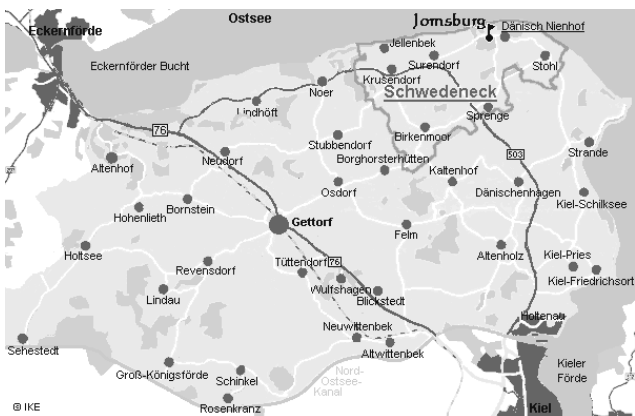 Ostsee
Jomsburg
Eckernförde
Dänisch Nienhof
Jellenbek
Eckernförder Bucht
Surendorf
Stohl
Krusendorf
Noer
Schwedeneck
Lindhöft
Sprenge
76
Birkenmoor
Stubbendorf
Strande
Neudorf
503
Borghorsterhütten
Altenhof
Kaltenhof
Osdorf
Dänischenhagen
Bornstein
Kiel-Schilksee
Hohenlieth
Gettorf
Felm
Holtsee
Altenholz
Kiel-Pries
Tüttendorf
76
Revensdorf
Kiel-Friedrichsort
Wulfshagen
Lindau
Blickstedt
Holtenau
Neuwittenbek
Sehestedt
Altwittenbek
Groß-Königsförde
Kieler
Förde
Nord-
Ostsee-
Kanal
Schinkel
Rosenkranz
© IKE
Kiel